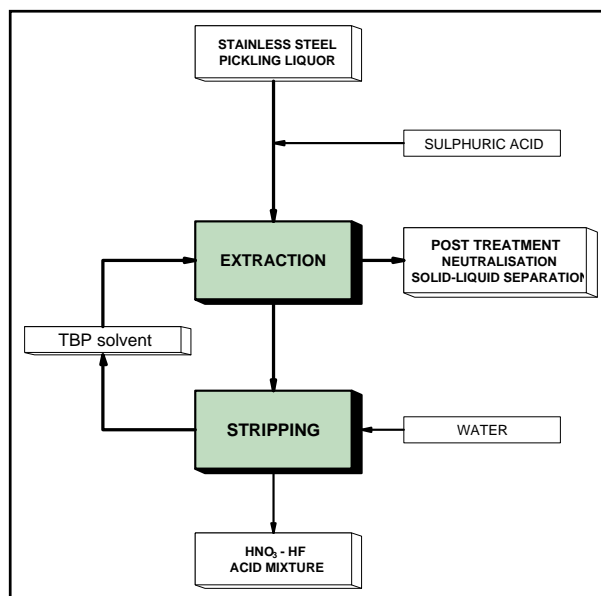 STAINLESS STEEL
PICKLING LIQUOR
SULPHURIC ACID
EXTRACTION
POST TREATMENT
NEUTRALISATION
SOLID-LIQUID SEPARATION
TBP solvent
STRIPPING
WATER
HNO₃ - HF
ACID MIXTURE